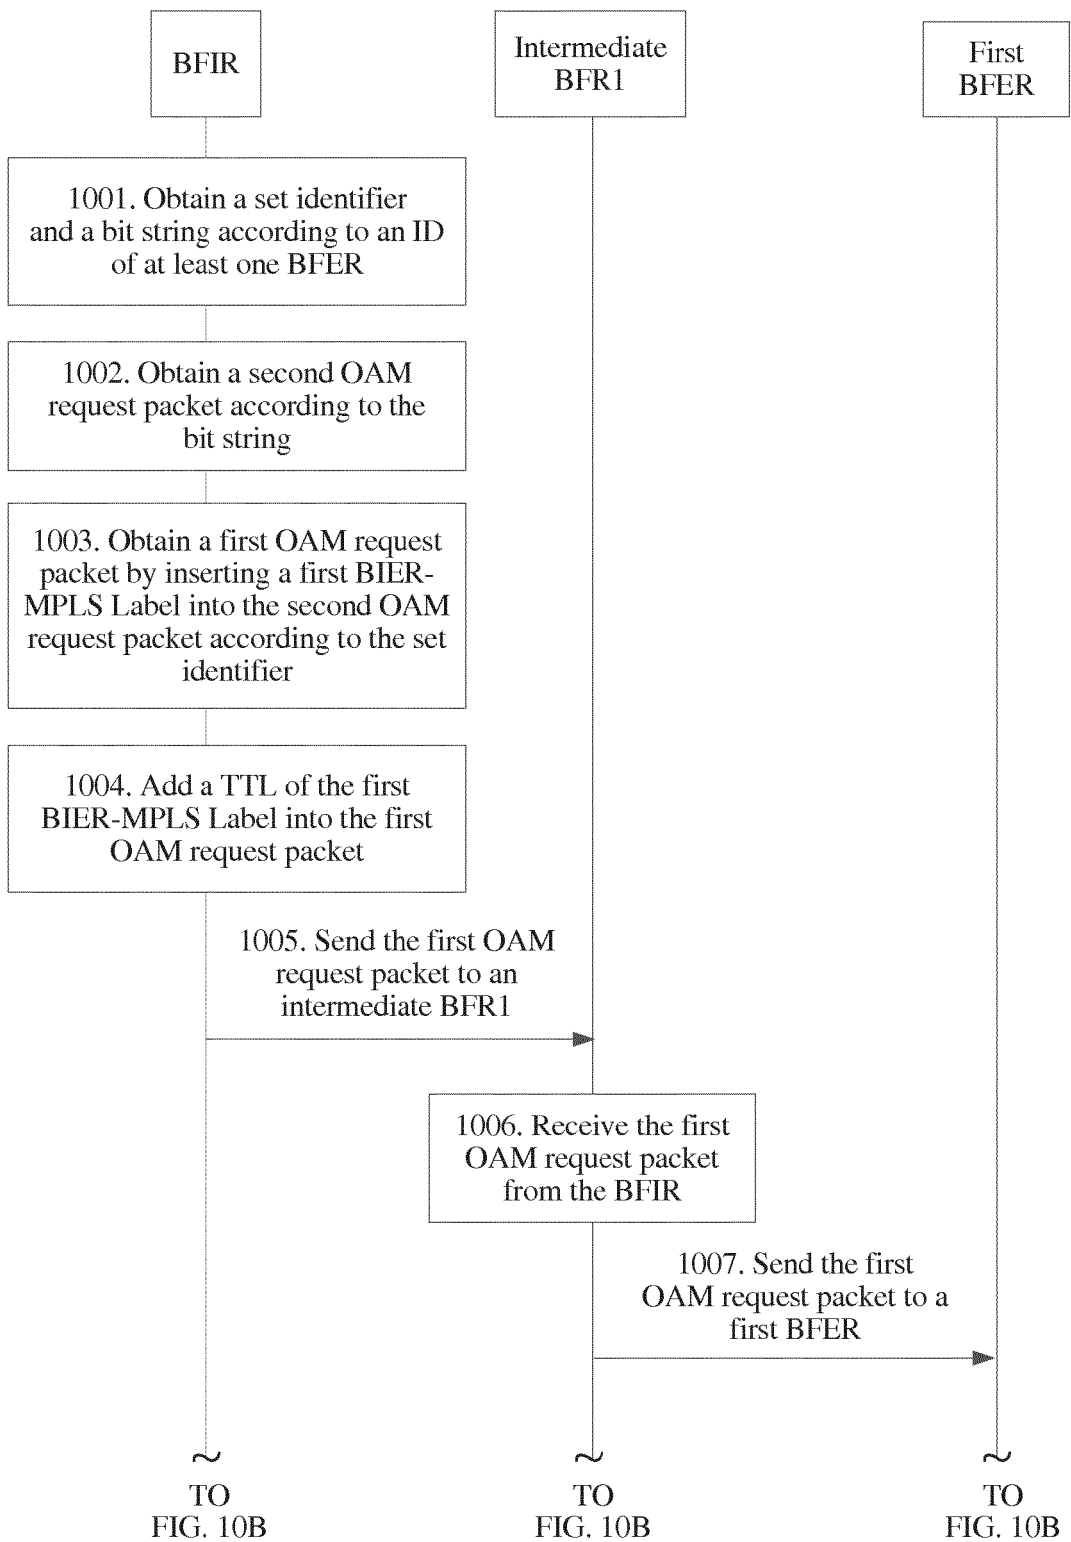 BFIR
Intermediate
BFR1
First
BFER
1001. Obtain a set identifier
and a bit string according to an ID
of at least one BFER
1002. Obtain a second OAM
request packet according to the
bit string
1003. Obtain a first OAM request
packet by inserting a first BIER-
MPLS Label into the second OAM
request packet according to the set
identifier
1004. Add a TTL of the first
BIER-MPLS Label into the first
OAM request packet
1005. Send the first OAM
request packet to an
intermediate BFR1
1006. Receive the first
OAM request packet
from the BFIR
1007. Send the first
OAM request packet to a
first BFER
TO
FIG. 10B
TO
FIG. 10B
TO
FIG. 10B